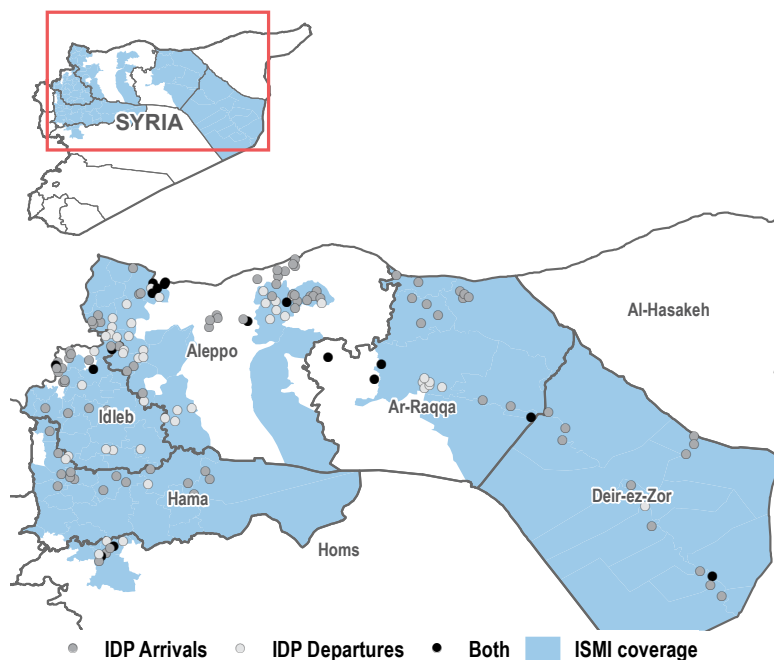 SYRIA
Al-Hasakeh
Aleppo
Ar-Raqqa
Idleb
Hama
Deir-ez-Zor
Homs
IDP Arrivals IDP Departures Both ISMI coverage